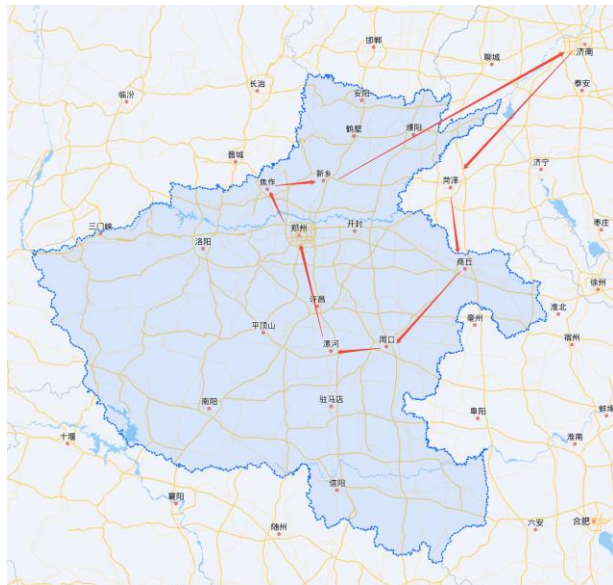 邯郸
聊城
济南
长治
泰安
临汾
安阳
鹤壁
濮阳
晋城
新乡
焦作
菏泽
济宁
三门峡
洛阳
郑州
开封
枣庄
商丘
徐州
许昌
淮北
亳州
平顶山
漯河
周口
宿州
南阳
驻马店
阜阳
蚌埠
十堰
淮南
信阳
襄阳
随州
六安
合肥